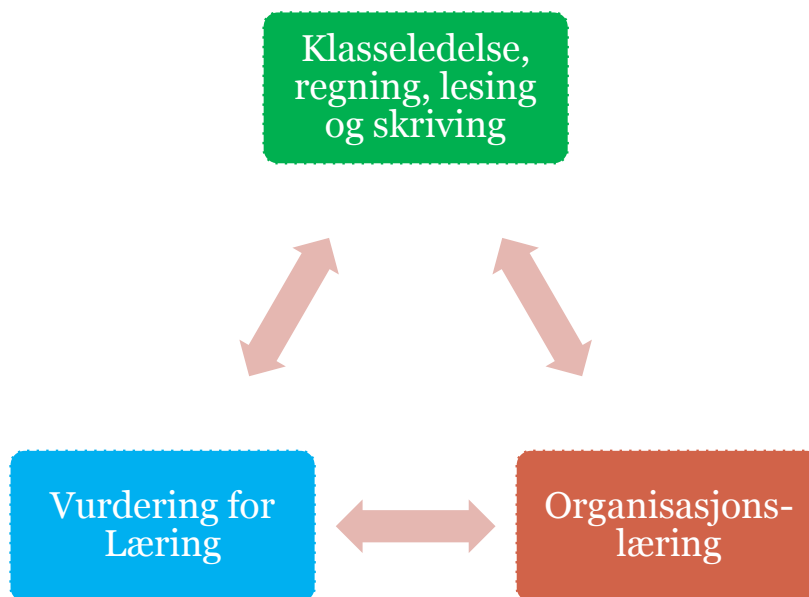 Klasseledelse,
regning, lesing
og skriving
Vurdering for
Læring
Organisasjons-
læring